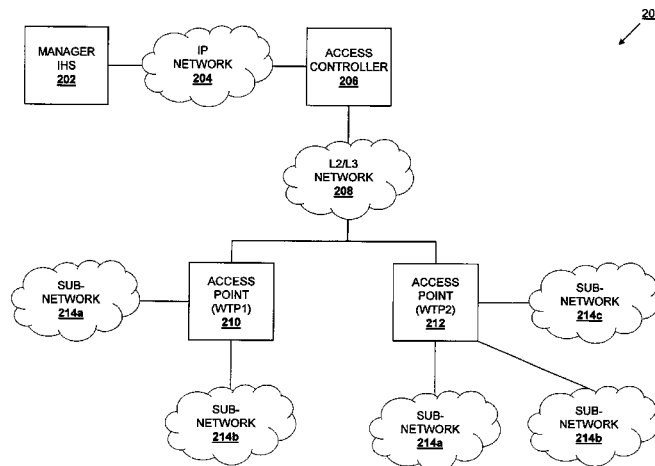 20
MANAGER
IHS
202
IP
NETWORK
204
ACCESS
CONTROLLER
206
L2/L3
NETWORK
208
SUB-
NETWORK
214a
ACCESS
POINT
(WTP1)
210
ACCESS
POINT
(WTP2)
212
SUB-
NETWORK
214c
SUB-
NETWORK
214b
SUB-
NETWORK
214a
SUB-
NETWORK
214b